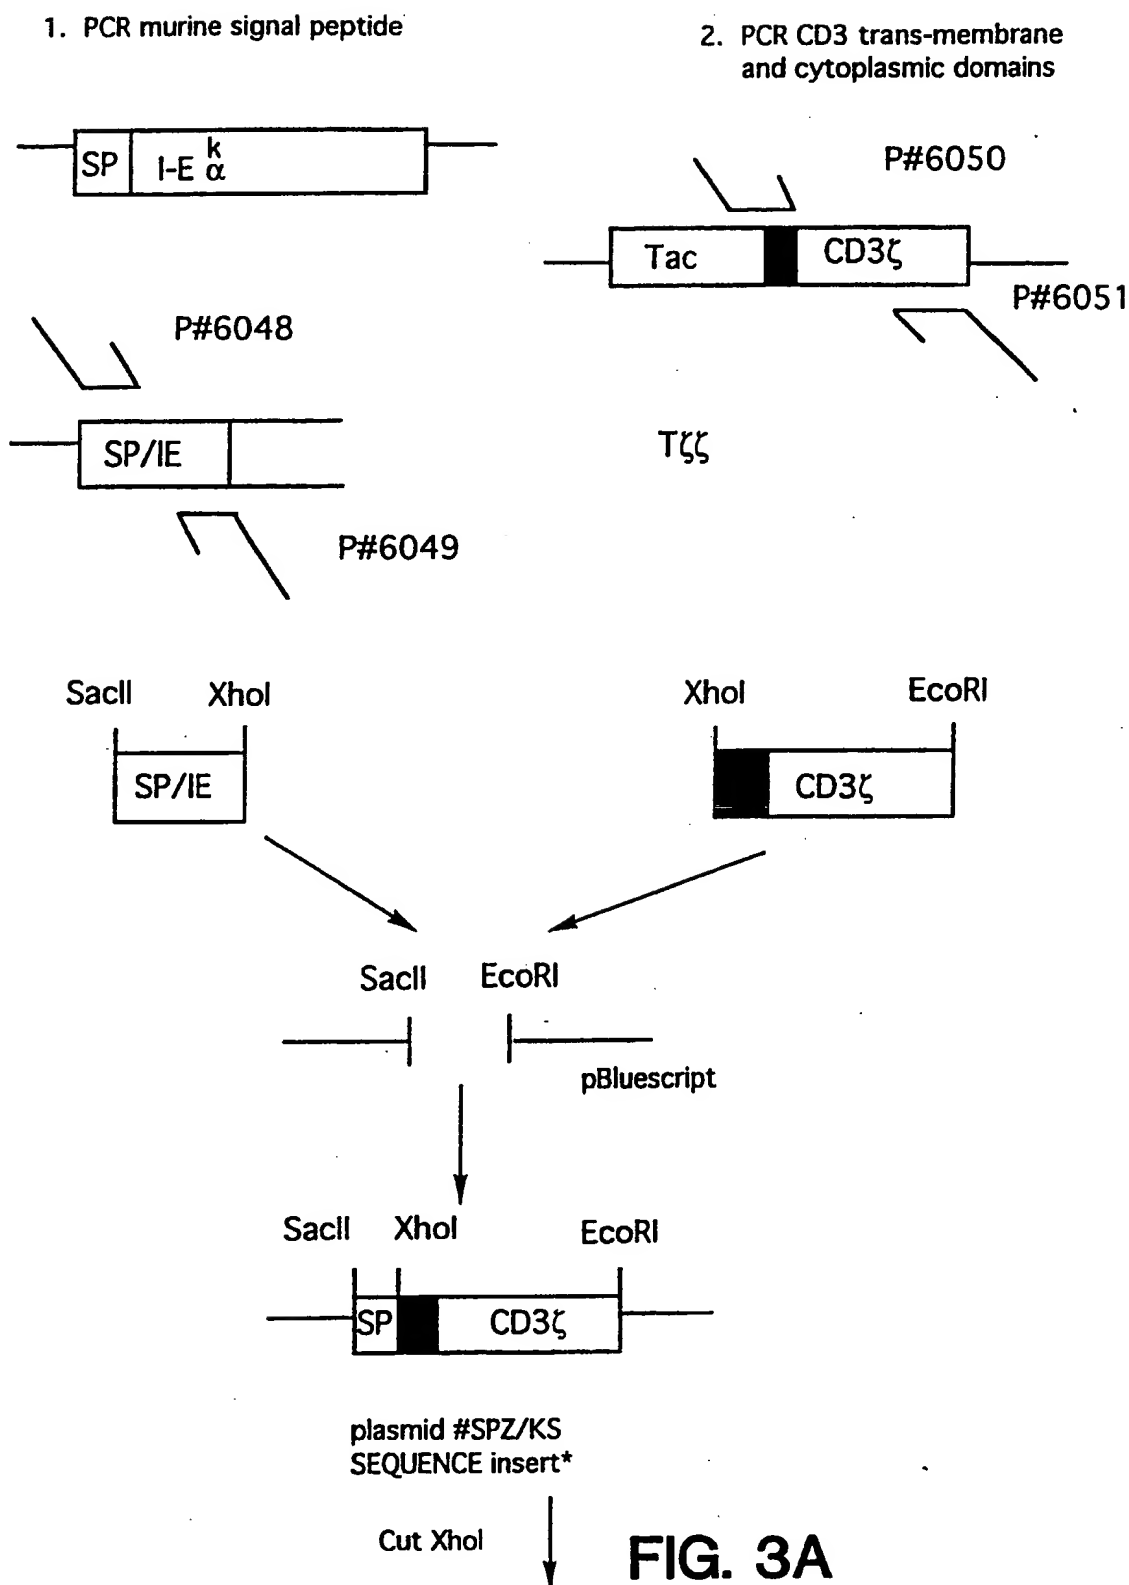 1. PCR murine signal peptide
2. PCR CD3 trans-membrane
and cytoplasmic domains
SP
I-E k α
P#6050
Tac
CD3ζ
P#6051
P#6048
SP/IE
Tζζ
P#6049
SacII XhoI
XhoI EcoRI
SP/IE
CD3ζ
SacII EcoRI
pBluescript
SacII XhoI EcoRI
SP
CD3ζ
plasmid #SPZ/KS
SEQUENCE insert*
Cut XhoI
FIG. 3A